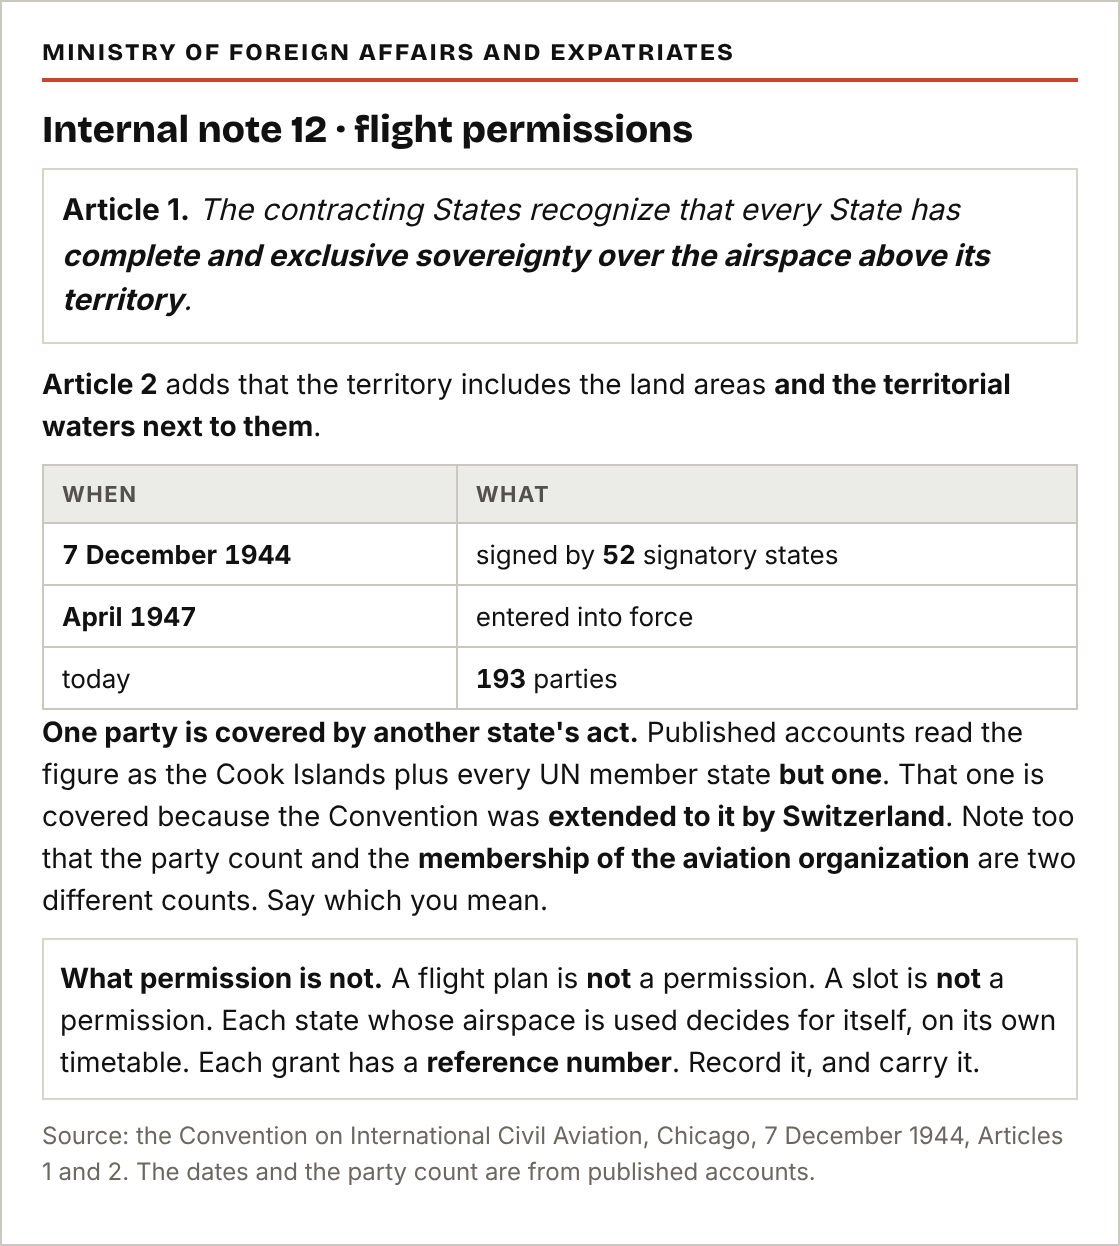 MINISTRY OF FOREIGN AFFAIRS AND EXPATRIATES
Internal note 12 · flight permissions
Article 1. The contracting States recognize that every State has
complete and exclusive sovereignty over the airspace above its
territory.
Article 2 adds that the territory includes the land areas and the territorial
waters next to them.
WHEN WHAT
7 December 1944 signed by 52 signatory states
April 1947 entered into force
today 193 parties
One party is covered by another state's act. Published accounts read the
figure as the Cook Islands plus every UN member state but one. That one is
covered because the Convention was extended to it by Switzerland. Note too
that the party count and the membership of the aviation organization are two
different counts. Say which you mean.
What permission is not. A flight plan is not a permission. A slot is not a
permission. Each state whose airspace is used decides for itself, on its own
timetable. Each grant has a reference number. Record it, and carry it.
Source: the Convention on International Civil Aviation, Chicago, 7 December 1944, Articles
1 and 2. The dates and the party count are from published accounts.